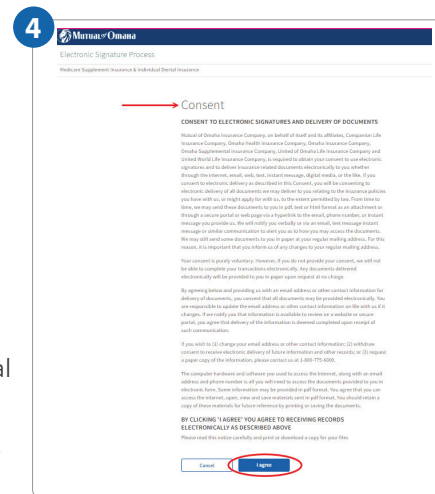 4
Mutual of Omaha
Electronic Signature Process
Medicare Supplement Insurance & Individual Dental Insurance
Consent
CONSENT TO ELECTRONIC SIGNATURES AND DELIVERY OF DOCUMENTS
Mutual of Omaha Insurance Company, on behalf of itself and its affiliates, Companion Life
Insurance Company, Omaha Health Insurance Company, Omaha Insurance Company,
Omaha Supplemental Insurance Company, United of Omaha Life Insurance Company and
United World Life Insurance Company, is required to obtain your consent to use electronic
signatures and to deliver insurance-related documents electronically to you whether
through the internet, email, web, text, instant message, digital media, or the like. If you
consent to electronic delivery as described in this Consent, you will be consenting to
electronic delivery of all documents we may deliver to you relating to the insurance policies
you have with us, or might apply for with us, to the extent permitted by law. From time to
time, we may send these documents to you in pdf, text or html format as an attachment or
through a secure portal or web page via a hyperlink to the email, phone number, or instant
message you provide us. We will notify you verbally or via an email, text message instant
message or similar communication to alert you as to how you may access the documents.
We may still send some documents to you in paper at your regular mailing address. For this
reason, it is important that you inform us of any changes to your regular mailing address.
Your consent is purely voluntary. However, if you do not provide your consent, we will not
be able to complete your transactions electronically. Any documents delivered
electronically will be provided to you in paper upon request at no charge.
By agreeing below and providing us with an email address or other contact information for
delivery of documents, you consent that all documents may be provided electronically. You
are responsible to update the email address or other contact information on file with us if it
changes. If we notify you that information is available to review on a website or secure
portal, you agree that delivery of the information is deemed completed upon receipt of
such communication.
If you wish to (1) change your email address or other contact information; (2) withdraw
consent to receive electronic delivery of future information and other records; or (3) request
a paper copy of the information, please contact us at 1-800-775-6000.
The computer hardware and software you used to access the Internet, along with an email
address and phone number is all you will need to access the documents provided to you in
electronic form. Some information may be provided in pdf format. You agree that you can
access the internet, open, view and save materials sent in pdf format. You should retain a
copy of these materials for future reference by printing or saving the documents.
al
BY CLICKING 'I AGREE' YOU AGREE TO RECEIVING RECORDS
ELECTRONICALLY AS DESCRIBED ABOVE
Please read this notice carefully and print or download a copy for your files.
Cancel I agree